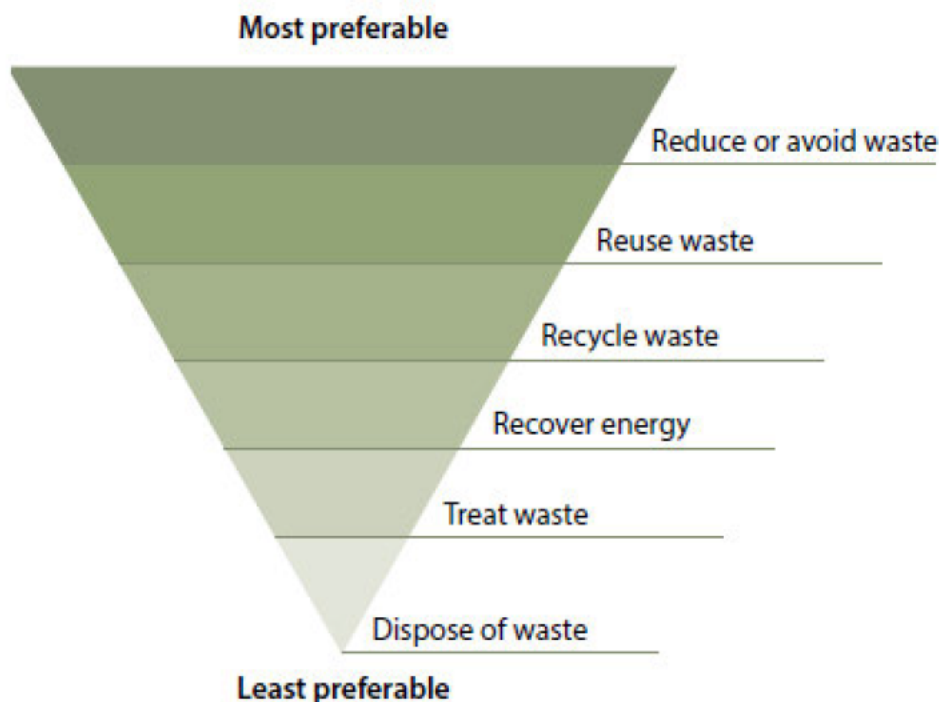 Most preferable
Reduce or avoid waste
Reuse waste
Recycle waste
Recover energy
Treat waste
Dispose of waste
Least preferable